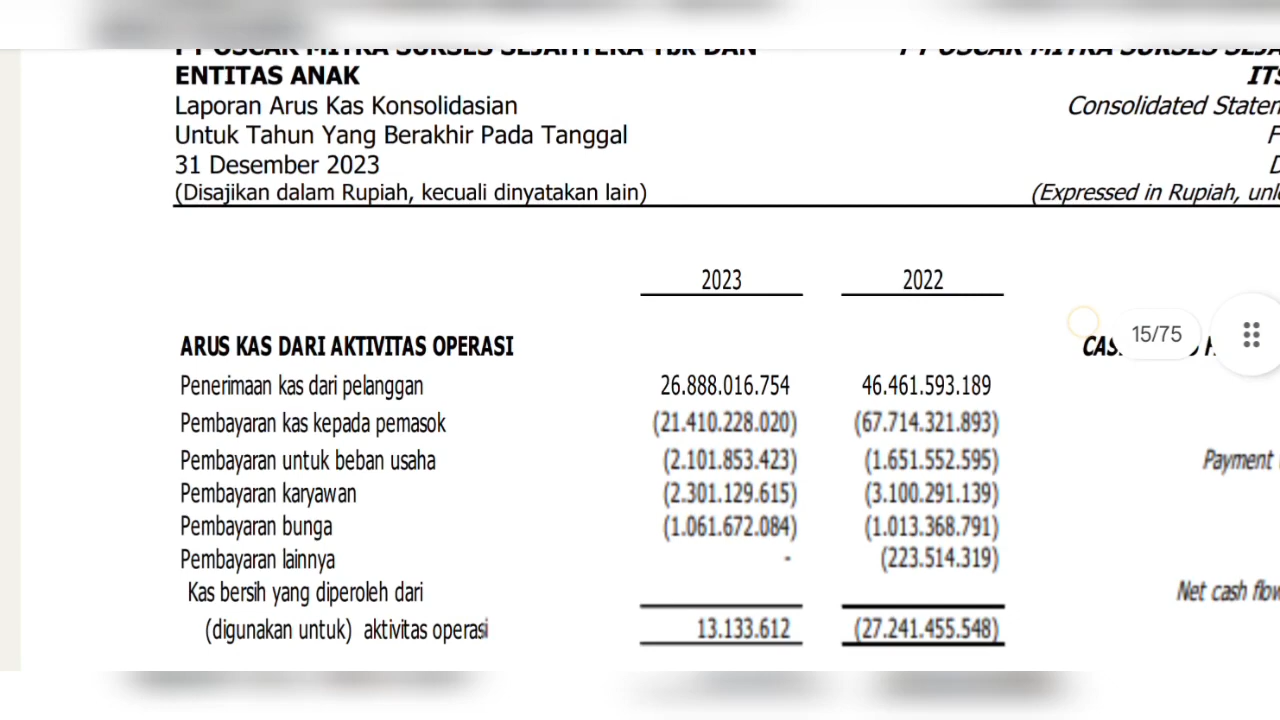 ENTITAS ANAK
ITS
Laporan Arus Kas Konsolidasian
Consolidated Statem
Untuk Tahun Yang Berakhir Pada Tanggal
F
31 Desember 2023
D
(Disajikan dalam Rupiah, kecuali dinyatakan lain)
(Expressed in Rupiah, unle
2023 2022
15/75
ARUS KAS DARI AKTIVITAS OPERASI
Penerimaan kas dari pelanggan 26.888.016.754 46.461.593.189
Pembayaran kas kepada pemasok (21.410.228.020) (67.714.321.893)
Pembayaran untuk beban usaha (2.101.853.423) (1.651.552.595) Payment
Pembayaran karyawan (2.301.129.615) (3.100.291.139)
Pembayaran bunga (1.061.672.084) (1.013.368.791)
Pembayaran lainnya - (223.514.319)
Kas bersih yang diperoleh dari Net cash flow
(digunakan untuk) aktivitas operasi 13.133.612 (27.241.455.548)